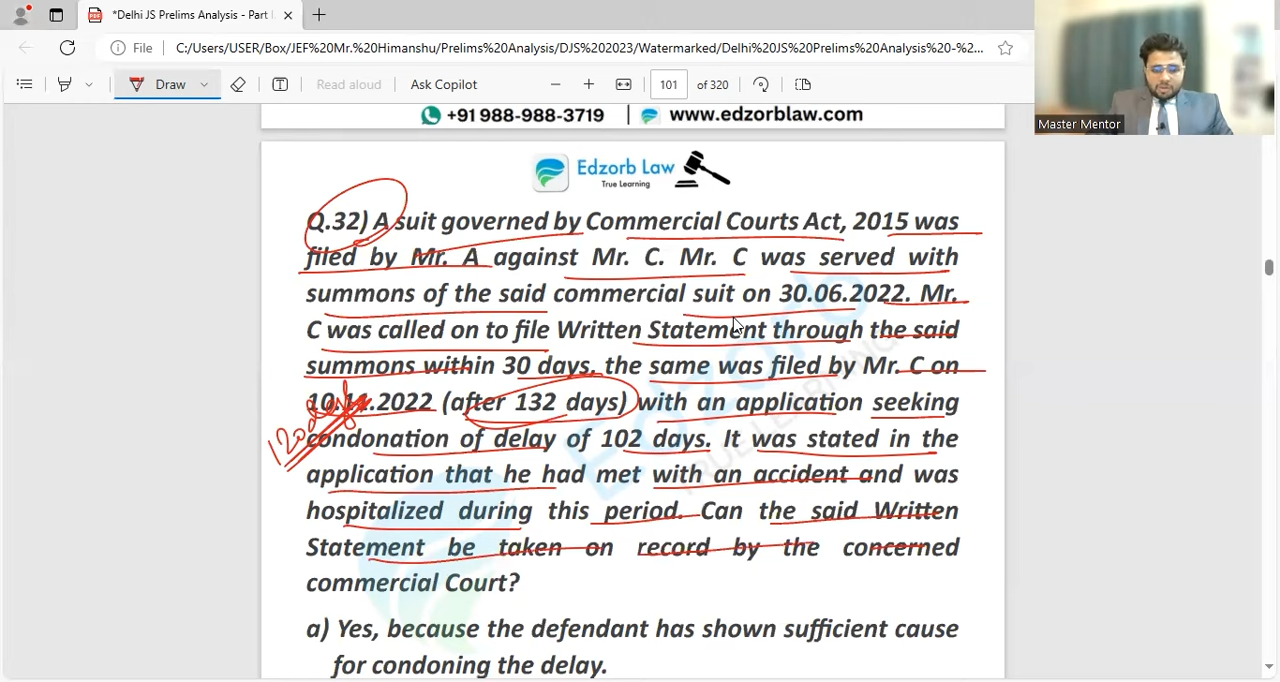 *Delhi JS Prelims Analysis - Part I
File
C:/Users/USER/Box/JEF%20Mr.%20Himanshu/Prelims%20Analysis/DJS%202023/Watermarked/Delhi%20JS%20Prelims%20Analysis%20-%2...
Draw
Read aloud
Ask Copilot
101 of 320
Master Mentor
+91 988-988-3719 | www.edzorblaw.com
Edzorb Law
True Learning
Q.32) A suit governed by Commercial Courts Act, 2015 was
filed by Mr. A against Mr. C. Mr. C was served with
summons of the said commercial suit on 30.06.2022. Mr.
C was called on to file Written Statement through the said
summons within 30 days, the same was filed by Mr. C on
10.11.2022 (after 132 days) with an application seeking
120 days
condonation of delay of 102 days. It was stated in the
application that he had met with an accident and was
hospitalized during this period. Can the said Written
Statement be taken on record by the concerned
commercial Court?
a) Yes, because the defendant has shown sufficient cause
for condoning the delay.